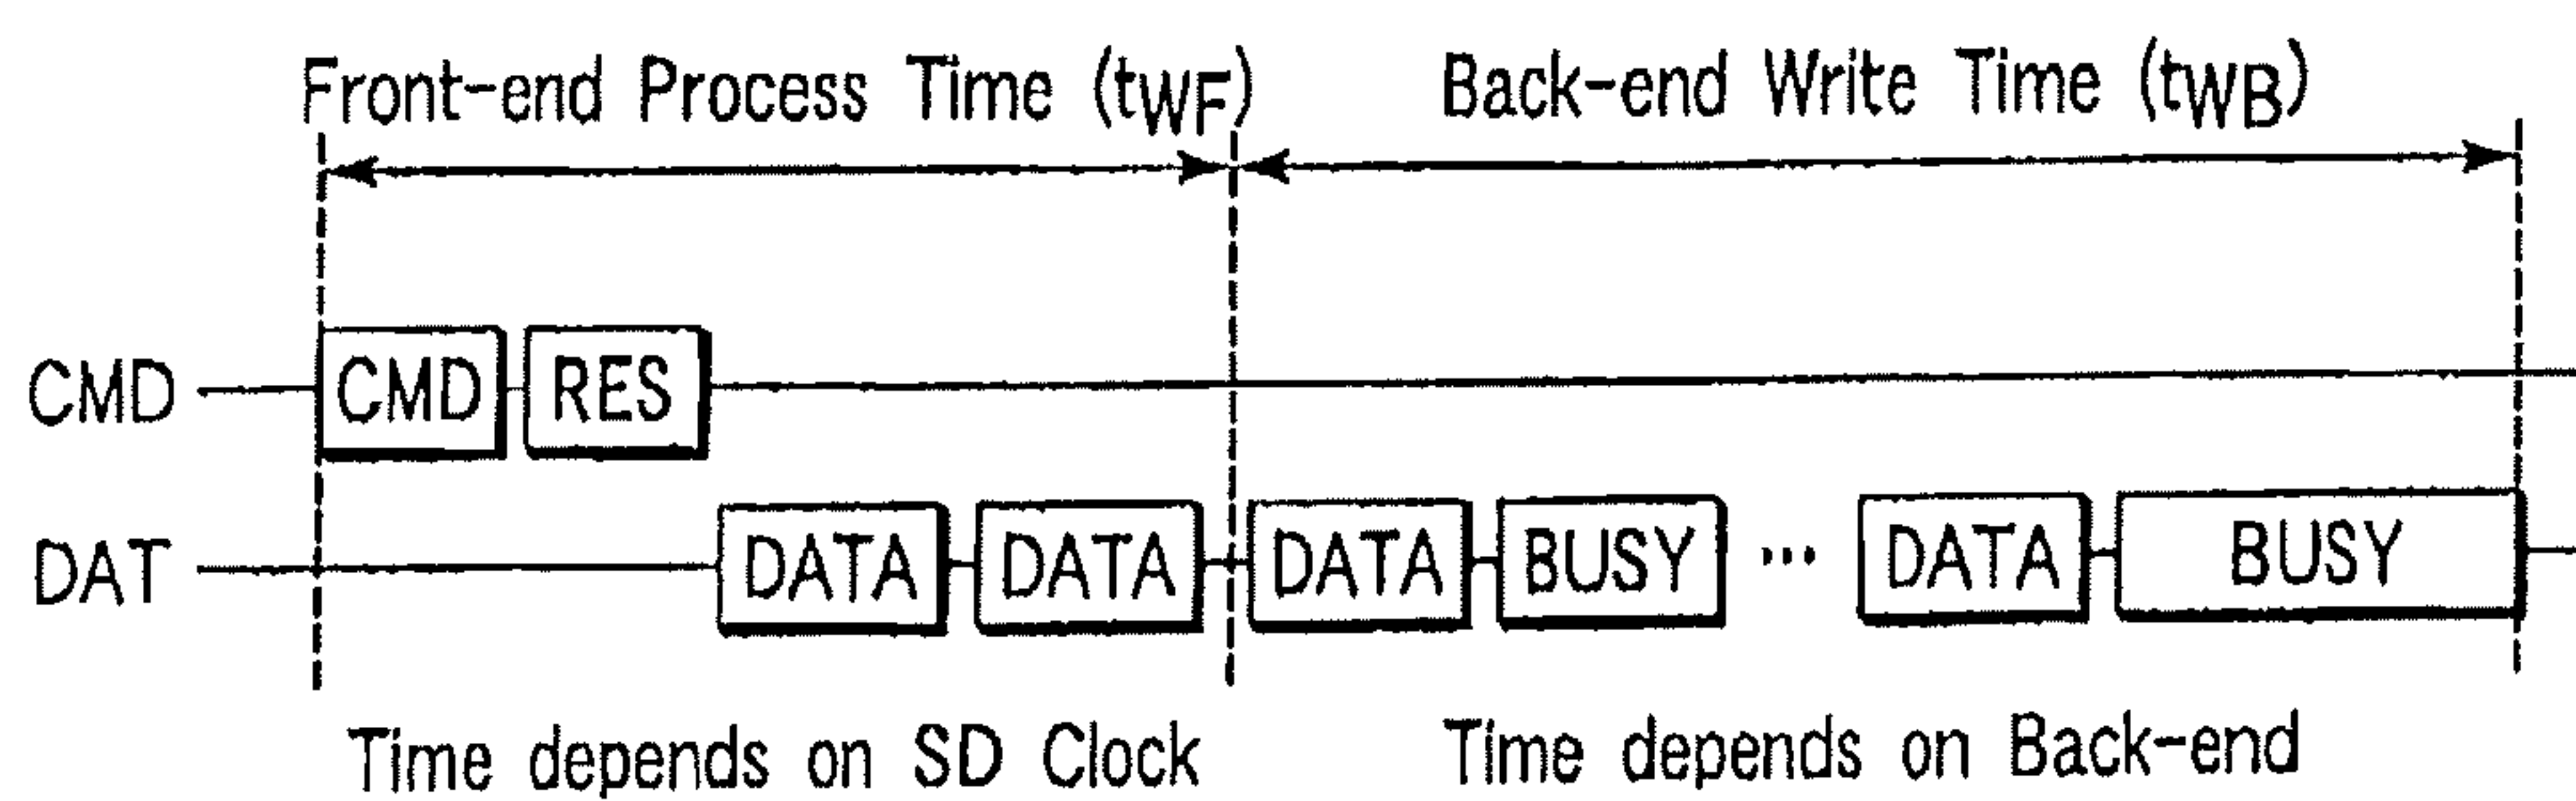 Front-end Process Time (tWF) Back-end Write Time (tWB)
CMD CMD RES
DAT DATA DATA DATA BUSY ... DATA BUSY
Time depends on SD Clock Time depends on Back-end